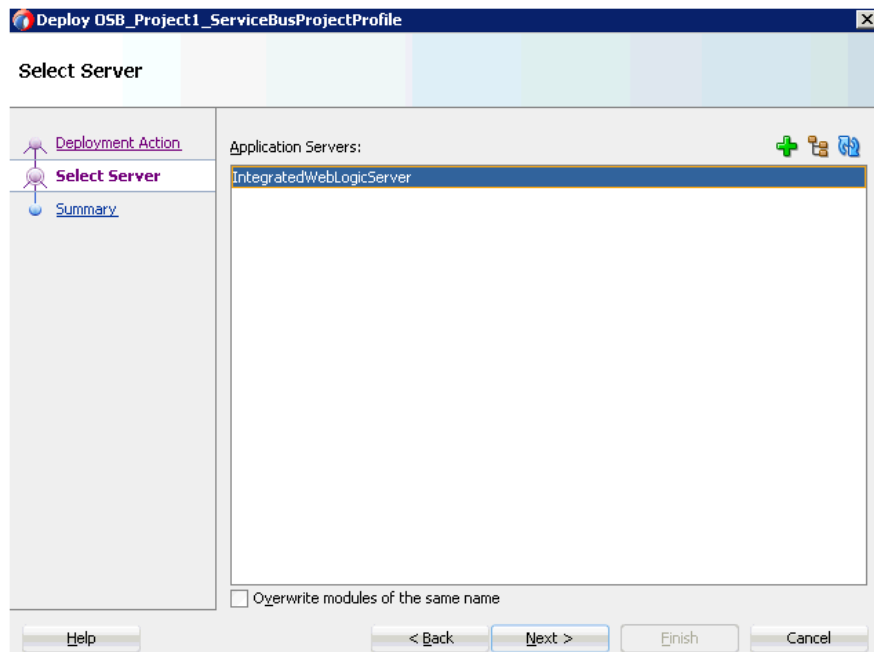 Deploy OSB_Project1_ServiceBusProjectProfile
Select Server
Deployment Action
Select Server
Summary
Application Servers:
IntegratedWebLogicServer
Overwrite modules of the same name
Help
< Back
Next >
Finish
Cancel